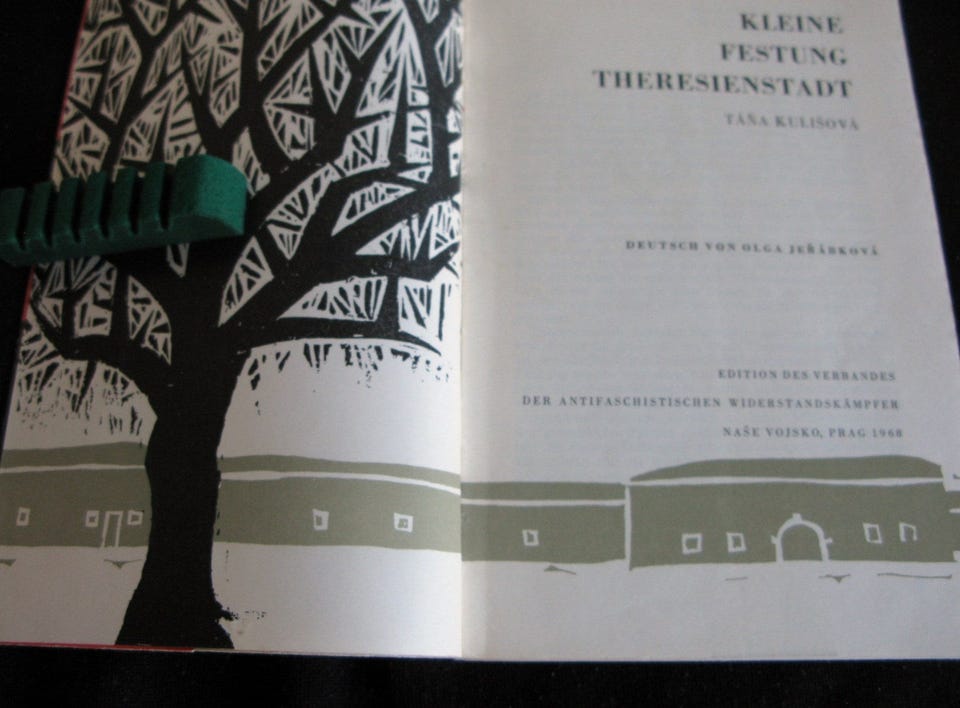 KLEINE
FESTUNG
THERESIENSTADT
TÁŇA KULIŠOVÁ
DEUTSCH VON OLGA JEŘÁBKOVÁ
EDITION DES VERBANDES
DER ANTIFASCHISTISCHEN WIDERSTANDSKÄMPFER
NAŠE VOJSKO, PRAG 1968